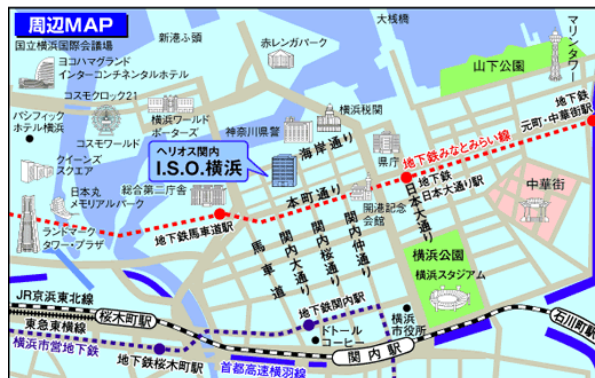 周辺MAP
国立横浜国際会議場
ヨコハマグランド
インターコンチネンタルホテル
新港ふ頭
赤レンガパーク
大桟橋
山下公園
マリンタワー
コスモクロック21
パシフィック
ホテル横浜
コスモワールド
横浜ワールド
ポーターズ
神奈川県警
横浜税関
海岸通り
地下鉄
元町・中華街駅
クイーンズ
スクエア
ヘリオス関内
I.S.O.横浜
県庁
地下鉄みなとみらい線
日本丸
メモリアルパーク
総合第二庁舎
本町通り
開港記念
会館
地下鉄
日本大通り駅
日本大通り
中華街
ランドマーク
タワー・プラザ
地下鉄馬車道駅
馬車道
関内大通り
関内桜通り
関内仲通り
横浜公園
横浜スタジアム
JR京浜東北線
桜木町駅
地下鉄関内駅
東急東横線
横浜市営地下鉄
地下鉄桜木町駅
ドトール
コーヒー
横浜
市役所
関内駅
石川町駅
首都高速横羽線